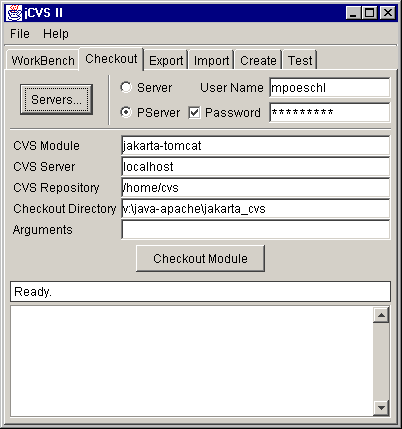 jCVS II
File Help
WorkBench Checkout Export Import Create Test
Servers...
Server User Name mpoeschl
PServer Password *********
CVS Module jakarta-tomcat
CVS Server localhost
CVS Repository /home/cvs
Checkout Directory v:\java-apache\jakarta_cvs
Arguments
Checkout Module
Ready.